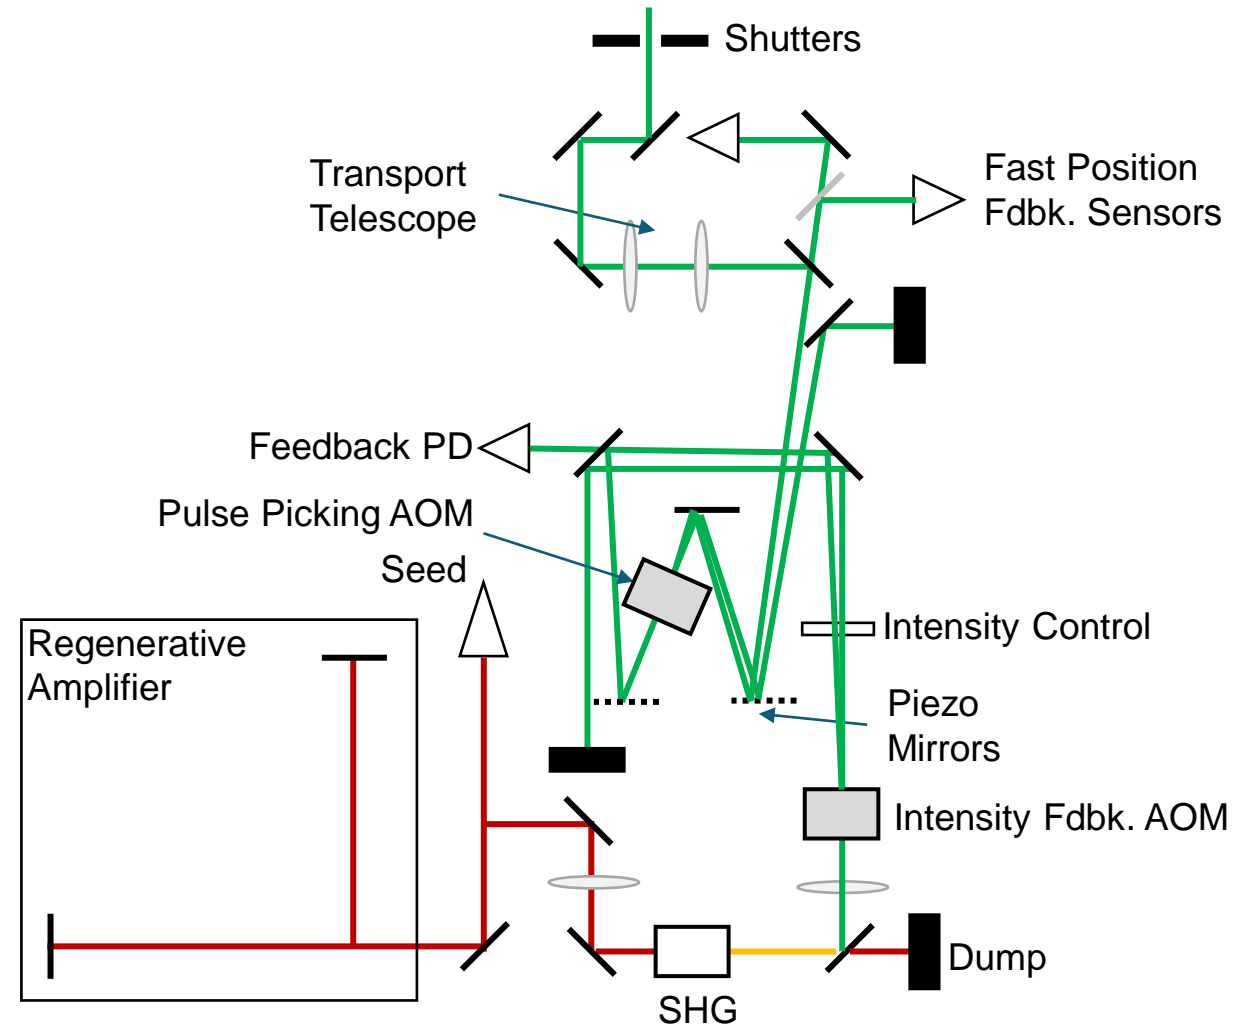 Shutters
Transport
Telescope
Fast Position
Fdbk. Sensors
Feedback PD
Pulse Picking AOM
Seed
Regenerative
Amplifier
Intensity Control
Piezo
Mirrors
Intensity Fdbk. AOM
Dump
SHG